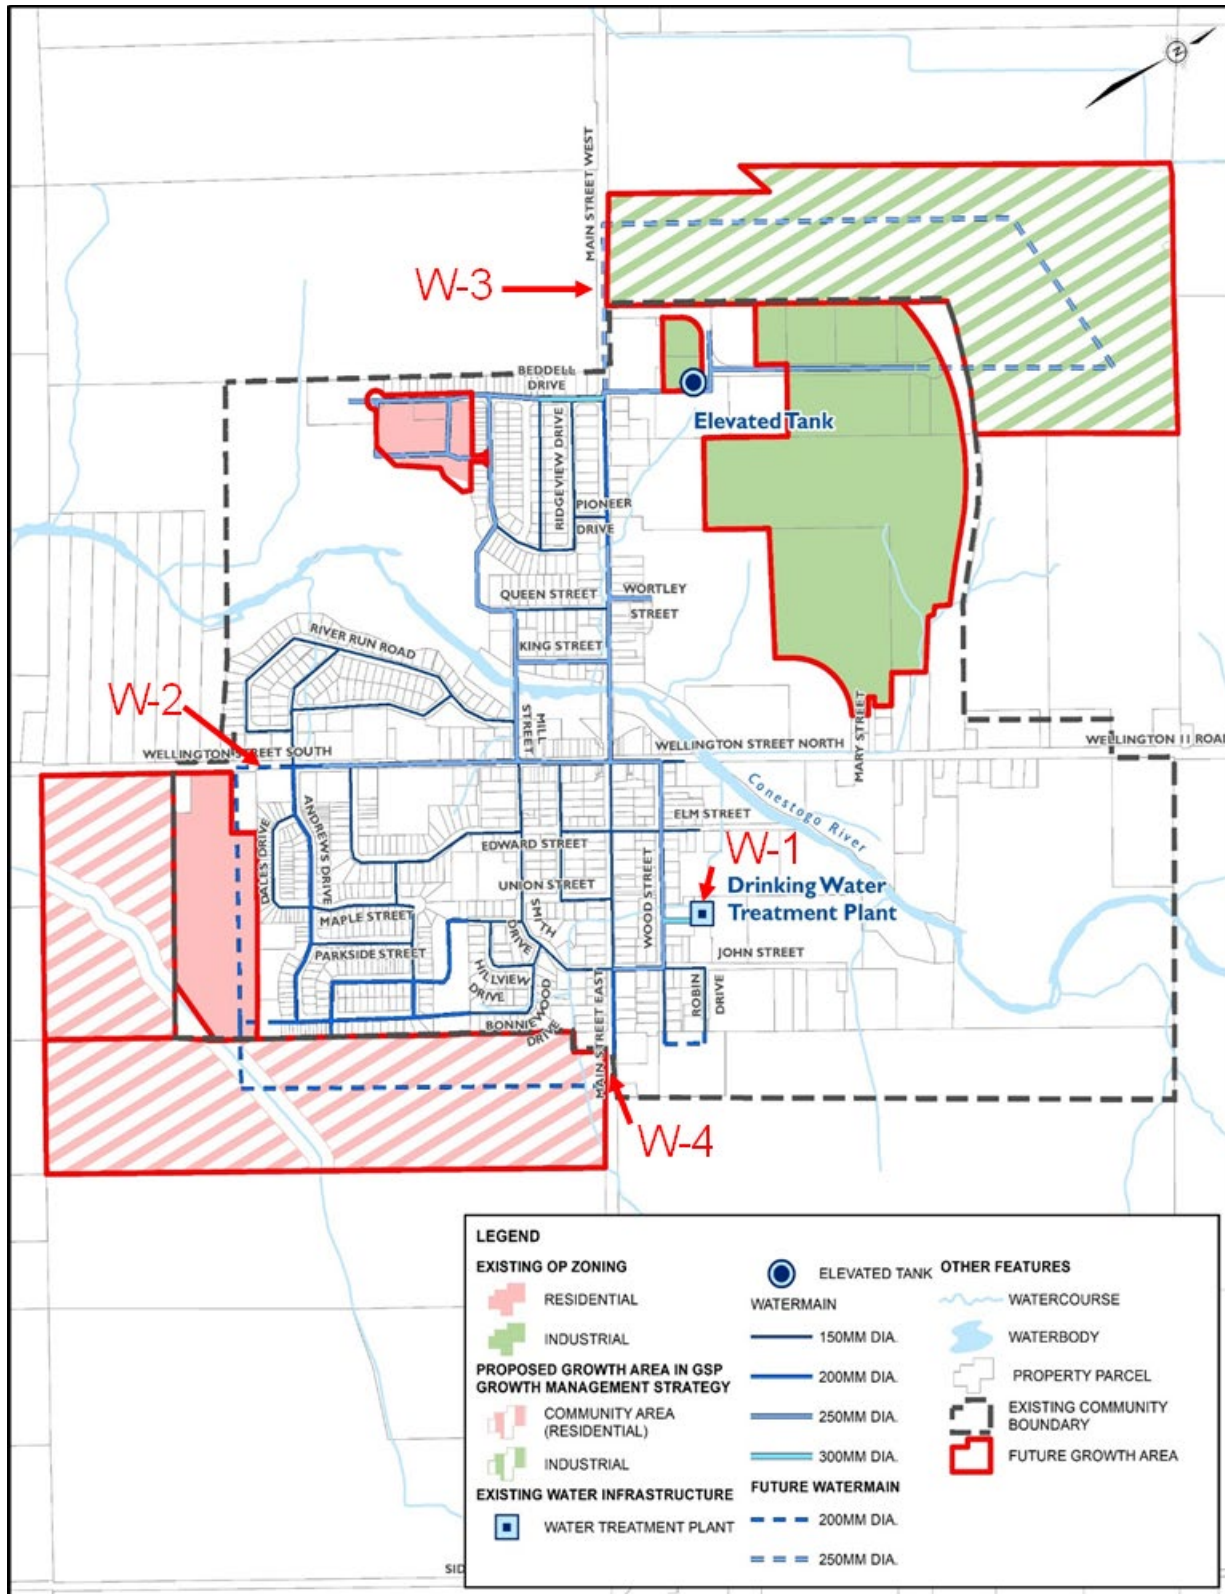 N
MAIN STREET WEST
W-3
BEDDELL
DRIVE
Elevated Tank
RIDGEVIEW DRIVE
PIONEER
DRIVE
QUEEN STREET
WORTLEY
STREET
KING STREET
RIVER RUN ROAD
W-2
MILL
STREET
WELLINGTON STREET SOUTH
WELLINGTON STREET NORTH
MARY STREET
WELLINGTON 11 ROAD
Conestogo River
DALES DRIVE
ANDREWS DRIVE
ELM STREET
EDWARD STREET
W-1
UNION STREET
Drinking Water
Treatment Plant
SMITH
DRIVE
WOOD STREET
MAPLE STREET
PARKSIDE STREET
JOHN STREET
HILLVIEW
DRIVE
BONNIEWOOD
DRIVE
ROBIN
DRIVE
MAIN STREET EAST
W-4
SID
LEGEND
EXISTING OP ZONING
RESIDENTIAL
INDUSTRIAL
PROPOSED GROWTH AREA IN GSP
GROWTH MANAGEMENT STRATEGY
COMMUNITY AREA
(RESIDENTIAL)
INDUSTRIAL
EXISTING WATER INFRASTRUCTURE
WATER TREATMENT PLANT
ELEVATED TANK
WATERMAIN
150MM DIA.
200MM DIA.
250MM DIA.
300MM DIA.
FUTURE WATERMAIN
200MM DIA.
250MM DIA.
OTHER FEATURES
WATERCOURSE
WATERBODY
PROPERTY PARCEL
EXISTING COMMUNITY
BOUNDARY
FUTURE GROWTH AREA